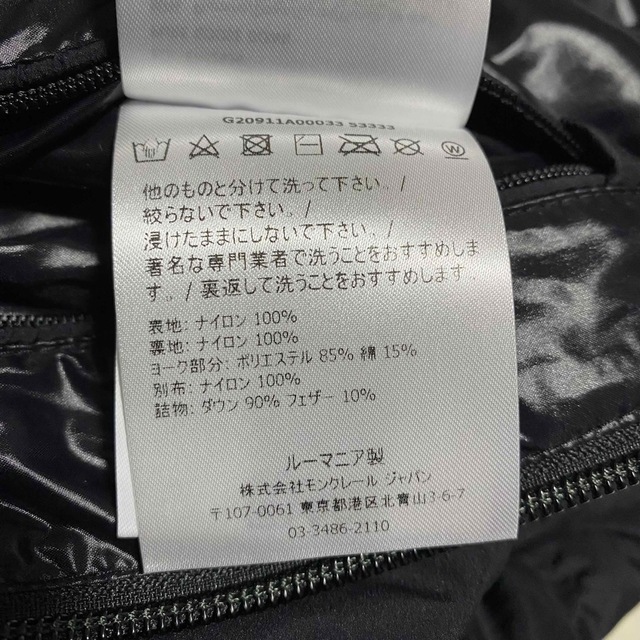 G20911A00033 53333
W
他のものと分けて洗って下さい。/
絞らないで下さい。/
浸けたままにしないで下さい。/
著名な専門業者で洗うことをおすすめしま
す。/ 裏返して洗うことをおすすめします。
表地: ナイロン 100%
裏地: ナイロン 100%
ヨーク部分: ポリエステル 85% 綿 15%
別布: ナイロン 100%
詰物: ダウン 90% フェザー 10%
ルーマニア製
株式会社モンクレール ジャパン
〒107-0061 東京都港区北青山3-6-7
03-3486-2110